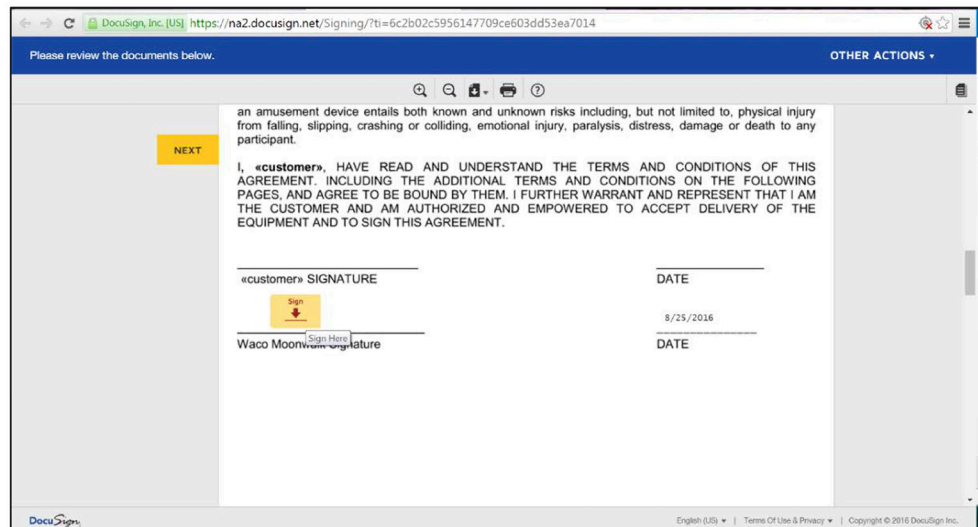 DocuSign, Inc. [US] https://na2.docusign.net/Signing/?ti=6c2b02c5956147709ce603dd53ea7014
Please review the documents below.
OTHER ACTIONS
an amusement device entails both known and unknown risks including, but not limited to, physical injury
from falling, slipping, crashing or colliding, emotional injury, paralysis, distress, damage or death to any
participant.
NEXT
I, «customer», HAVE READ AND UNDERSTAND THE TERMS AND CONDITIONS OF THIS
AGREEMENT. INCLUDING THE ADDITIONAL TERMS AND CONDITIONS ON THE FOLLOWING
PAGES, AND AGREE TO BE BOUND BY THEM. I FURTHER WARRANT AND REPRESENT THAT I AM
THE CUSTOMER AND AM AUTHORIZED AND EMPOWERED TO ACCEPT DELIVERY OF THE
EQUIPMENT AND TO SIGN THIS AGREEMENT.
«customer» SIGNATURE DATE
Sign
8/25/2016
Sign Here
Waco Moonwalk Signature DATE
DocuSign
English (US) | Terms Of Use & Privacy | Copyright © 2016 DocuSign Inc.